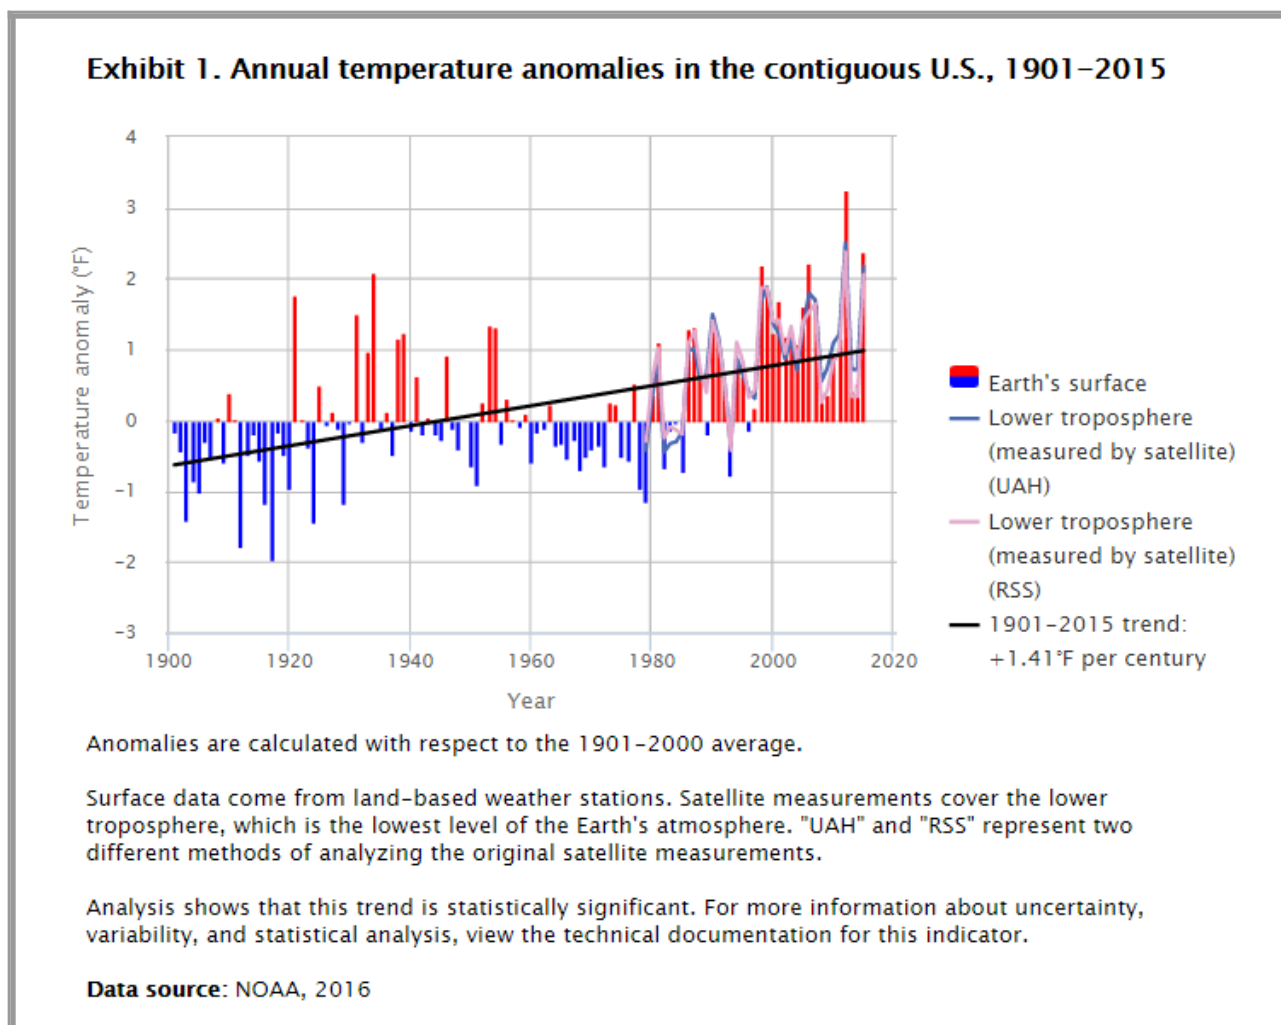 Exhibit 1. Annual temperature anomalies in the contiguous U.S., 1901–2015
4
3
2
1
0
−1
−2
−3
Temperature anomaly (°F)
1900 1920 1940 1960 1980 2000 2020
Year
Earth's surface
Lower troposphere
(measured by satellite)
(UAH)
Lower troposphere
(measured by satellite)
(RSS)
1901–2015 trend:
+1.41°F per century
Anomalies are calculated with respect to the 1901–2000 average.
Surface data come from land-based weather stations. Satellite measurements cover the lower
troposphere, which is the lowest level of the Earth's atmosphere. "UAH" and "RSS" represent two
different methods of analyzing the original satellite measurements.
Analysis shows that this trend is statistically significant. For more information about uncertainty,
variability, and statistical analysis, view the technical documentation for this indicator.
Data source: NOAA, 2016